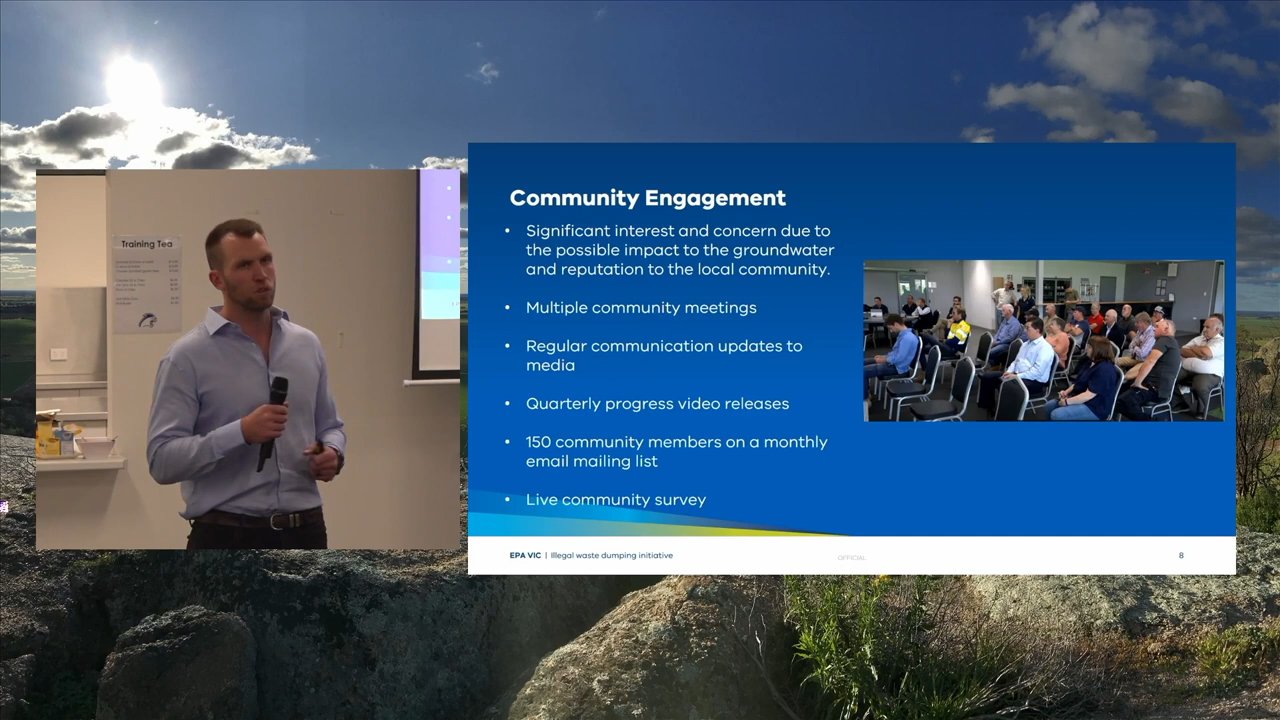 Training Tea
Community Engagement
• Significant interest and concern due to
the possible impact to the groundwater
and reputation to the local community.
• Multiple community meetings
• Regular communication updates to
media
• Quarterly progress video releases
• 150 community members on a monthly
email mailing list
• Live community survey
EPA VIC | Illegal waste dumping initiative
OFFICIAL
8